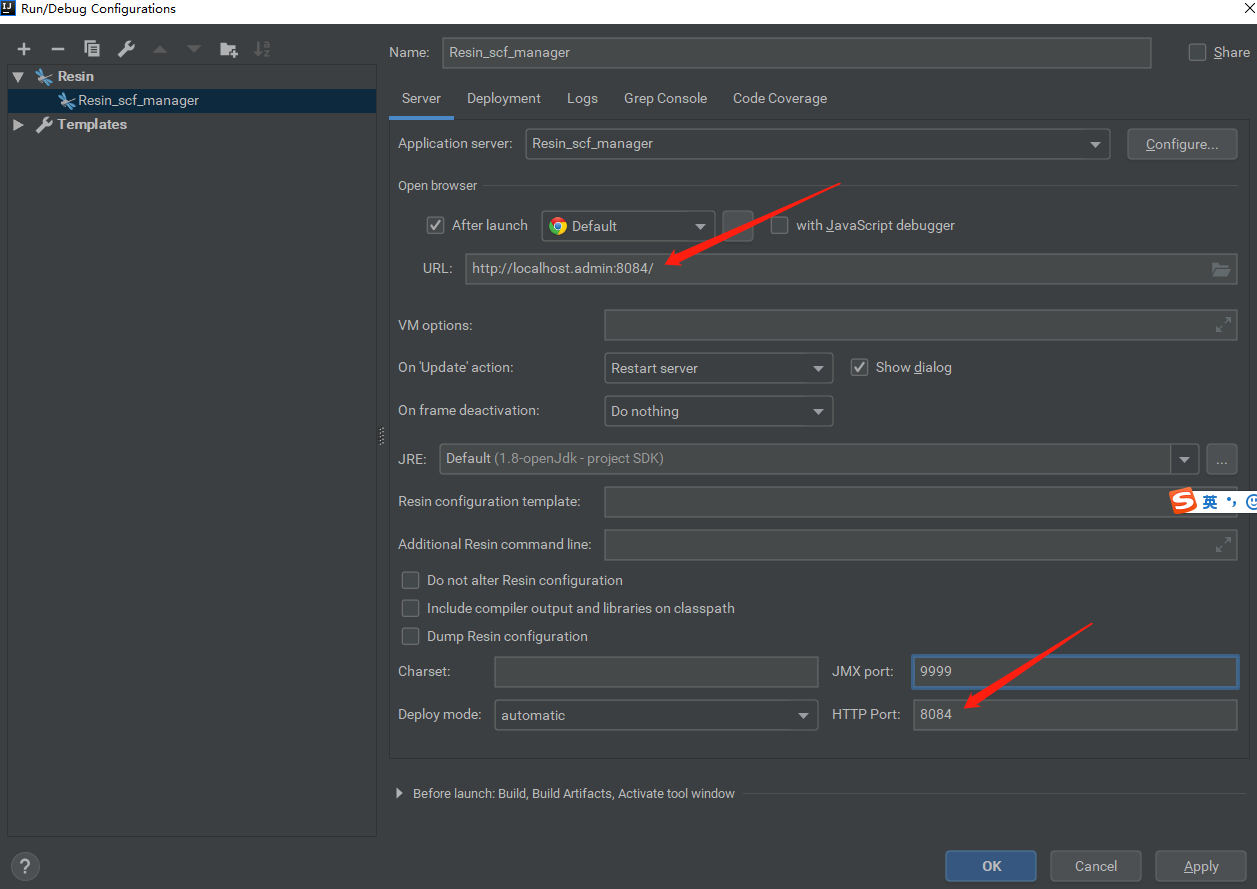 Run/Debug Configurations
Name: Resin_scf_manager Share
Resin
Resin_scf_manager
Templates
Server Deployment Logs Grep Console Code Coverage
Application server: Resin_scf_manager Configure...
Open browser
After launch Default with JavaScript debugger
URL: http://localhost.admin:8084/
VM options:
On 'Update' action: Restart server Show dialog
On frame deactivation: Do nothing
JRE: Default (1.8-openJdk - project SDK) ...
Resin configuration template:
S 英 •,
Additional Resin command line:
Do not alter Resin configuration
Include compiler output and libraries on classpath
Dump Resin configuration
Charset: JMX port: 9999
Deploy mode: automatic HTTP Port: 8084
Before launch: Build, Build Artifacts, Activate tool window
? OK Cancel Apply